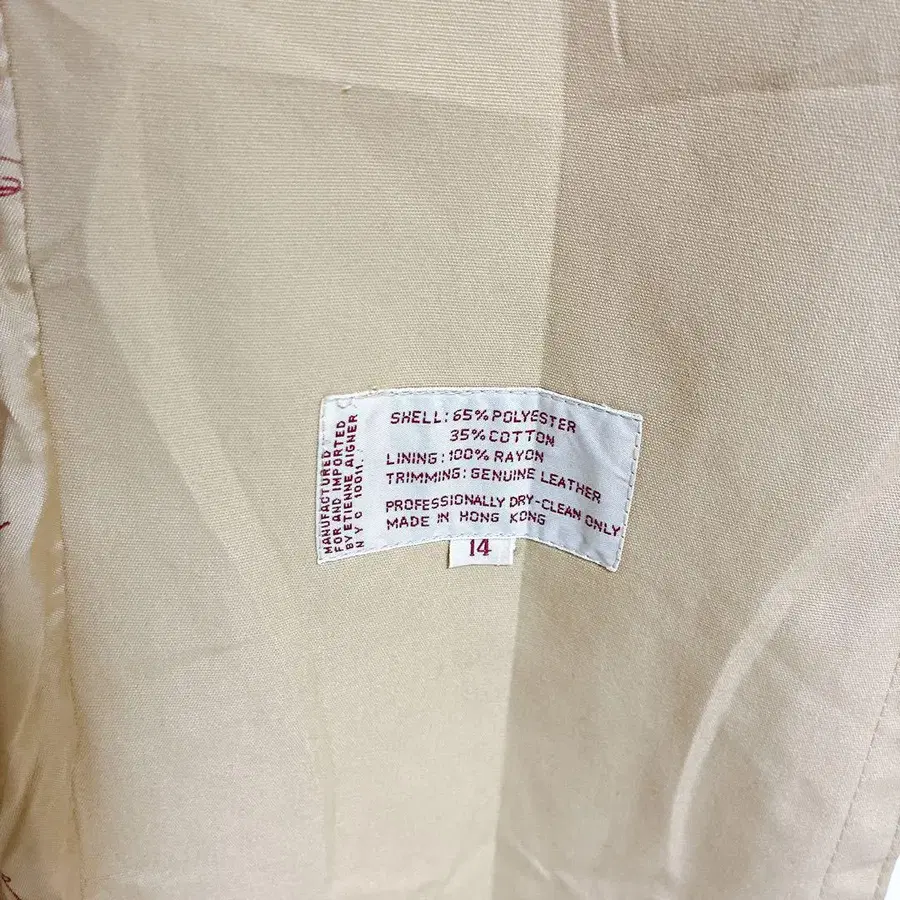 MANUFACTURED
FOR AND IMPORTED
BY ETIENNE AIGNER
N Y C 10011.
SHELL: 65% POLYESTER
35% COTTON
LINING: 100% RAYON
TRIMMING: GENUINE LEATHER
PROFESSIONALLY DRY-CLEAN ONLY
MADE IN HONG KONG
14